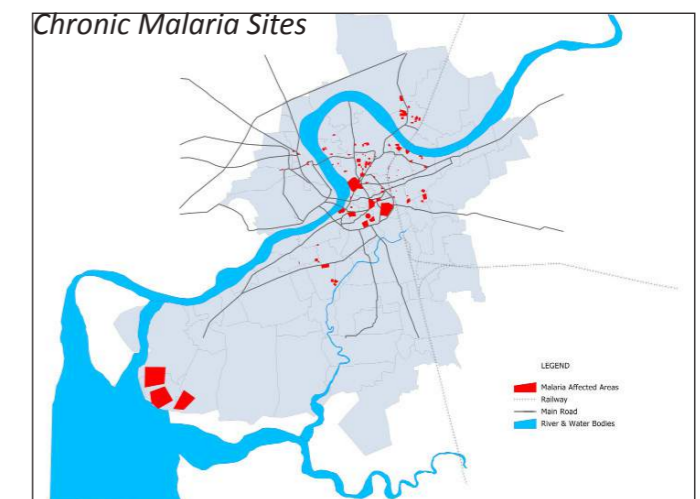 Chronic Malaria Sites
LEGEND
Malaria Affected Areas
Railway
Main Road
River & Water Bodies